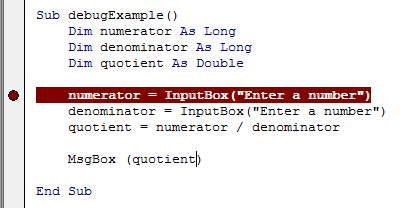 Sub debugExample()
    Dim numerator As Long
    Dim denominator As Long
    Dim quotient As Double
    numerator = InputBox("Enter a number")
    denominator = InputBox("Enter a number")
    quotient = numerator / denominator
    MsgBox (quotient)
End Sub